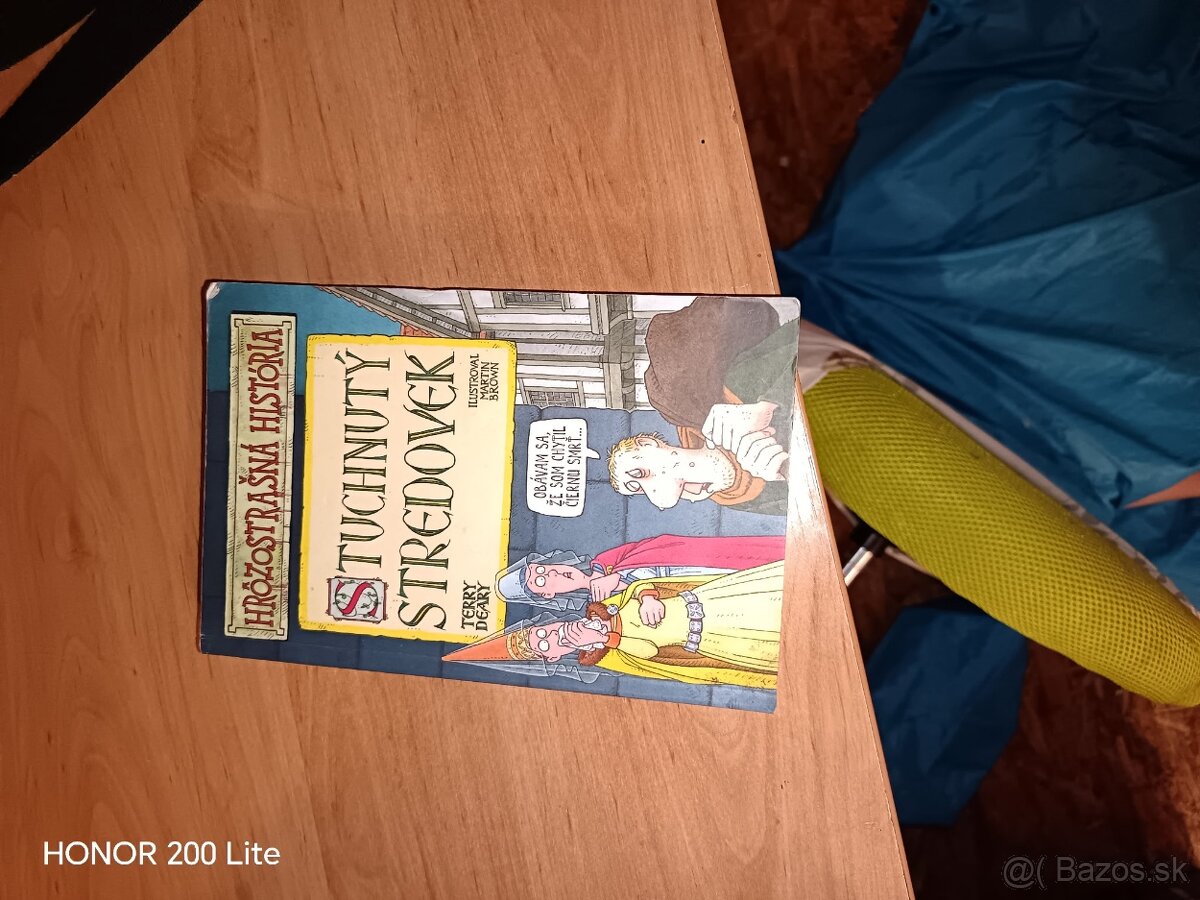 HRÔZOSTRAŠNÁ HISTÓRIA
STUCHNUTÝ
STREDOVEK
TERRY
DEARY
ILUSTROVAL
MARTIN
BROWN
OBÁVAM SA,
ŽE SOM CHYTIL
ČIERNU SMRŤ...
HONOR 200 Lite
@( Bazos.sk